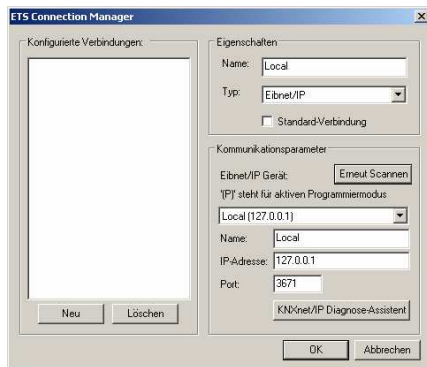 ETS Connection Manager
Konfigurierte Verbindungen:
Neu
Löschen
Eigenschaften
Name: Local
Typ: Eibnet/IP
Standard-Verbindung
Kommunikationsparameter
Eibnet/IP Gerät: Erneut Scannen
'(P)' steht für aktiven Programmiermodus
Local (127.0.0.1)
Name: Local
IP-Adresse: 127.0.0.1
Port: 3671
KNXnet/IP Diagnose-Assistent
OK
Abbrechen